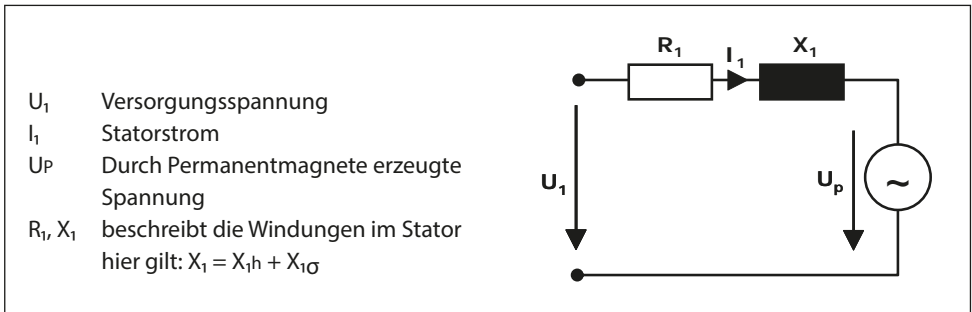 U₁ Versorgungsspannung
I₁ Statorstrom
UP Durch Permanentmagnete erzeugte
Spannung
R₁, X₁ beschreibt die Windungen im Stator
hier gilt: X₁ = X₁h + X₁σ
R₁
I₁
X₁
U₁
Uₚ
~